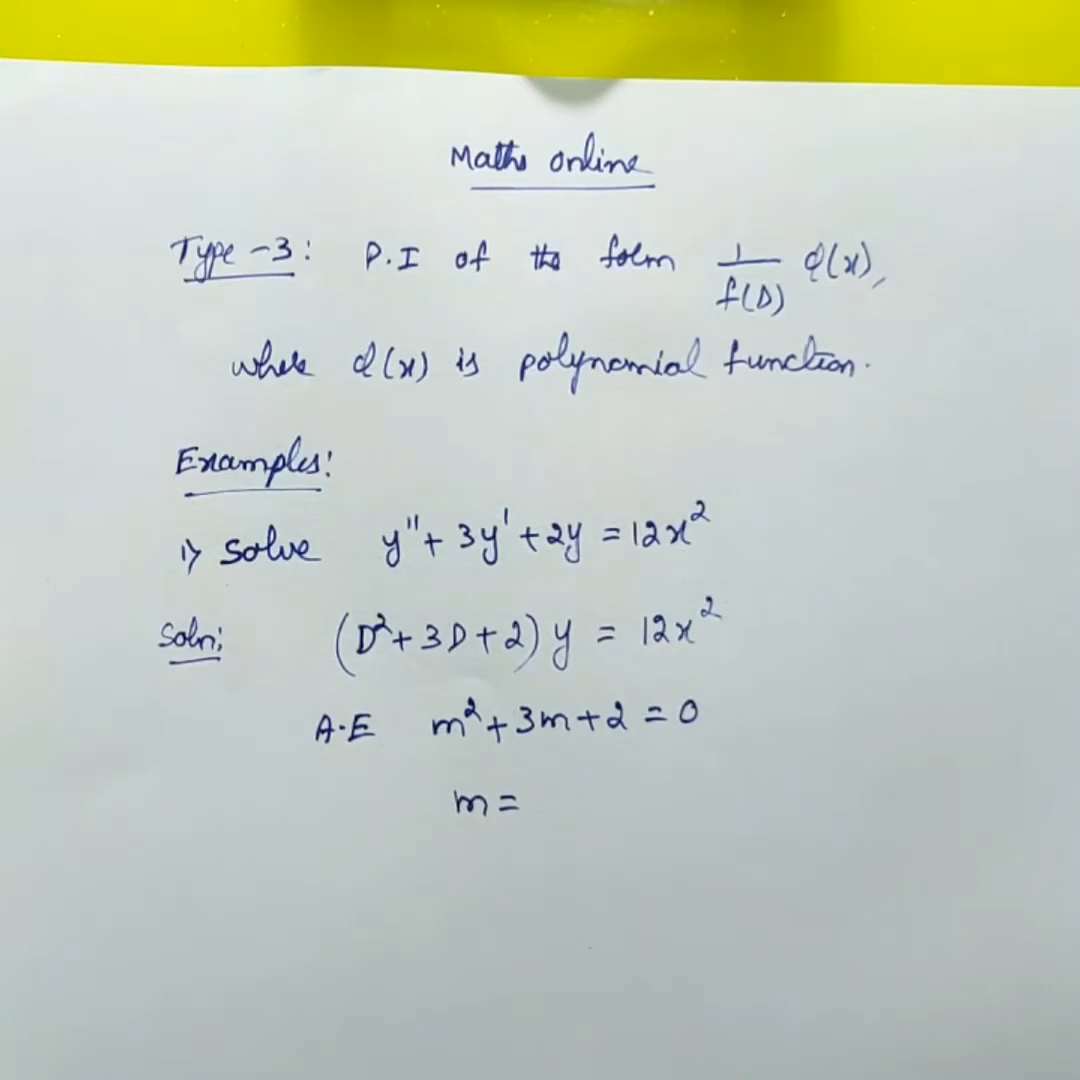 Maths online
Type-3: P.I of the form 1/f(D) Q(x),
where Q(x) is polynomial function.
Examples:
1) Solve y'' + 3y' + 2y = 12x²
Soln: (D² + 3D + 2) y = 12x²
A.E m² + 3m + 2 = 0
m =